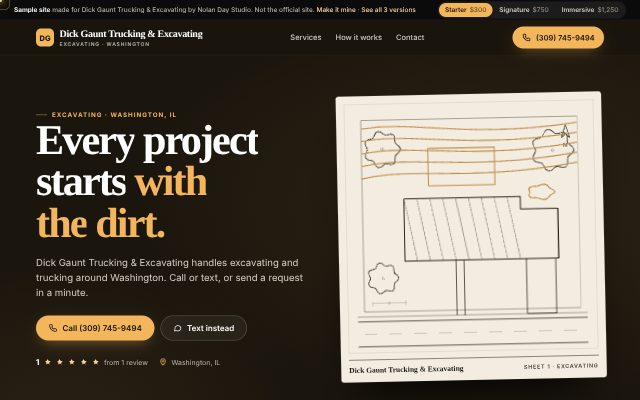 Sample site made for Dick Gaunt Trucking & Excavating by Nolan Day Studio. Not the official site. Make it mine · See all 3 versions
Starter $300 Signature $750 Immersive $1,250
DG Dick Gaunt Trucking & Excavating
EXCAVATING · WASHINGTON
Services How it works Contact
(309) 745-9494
EXCAVATING · WASHINGTON, IL
Every project
starts with
the dirt.
Dick Gaunt Trucking & Excavating handles excavating and
trucking around Washington. Call or text, or send a request
in a minute.
Call (309) 745-9494 Text instead
1 ★ ★ ★ ★ ★ from 1 review Washington, IL
Dick Gaunt Trucking & Excavating SHEET 1 · EXCAVATING